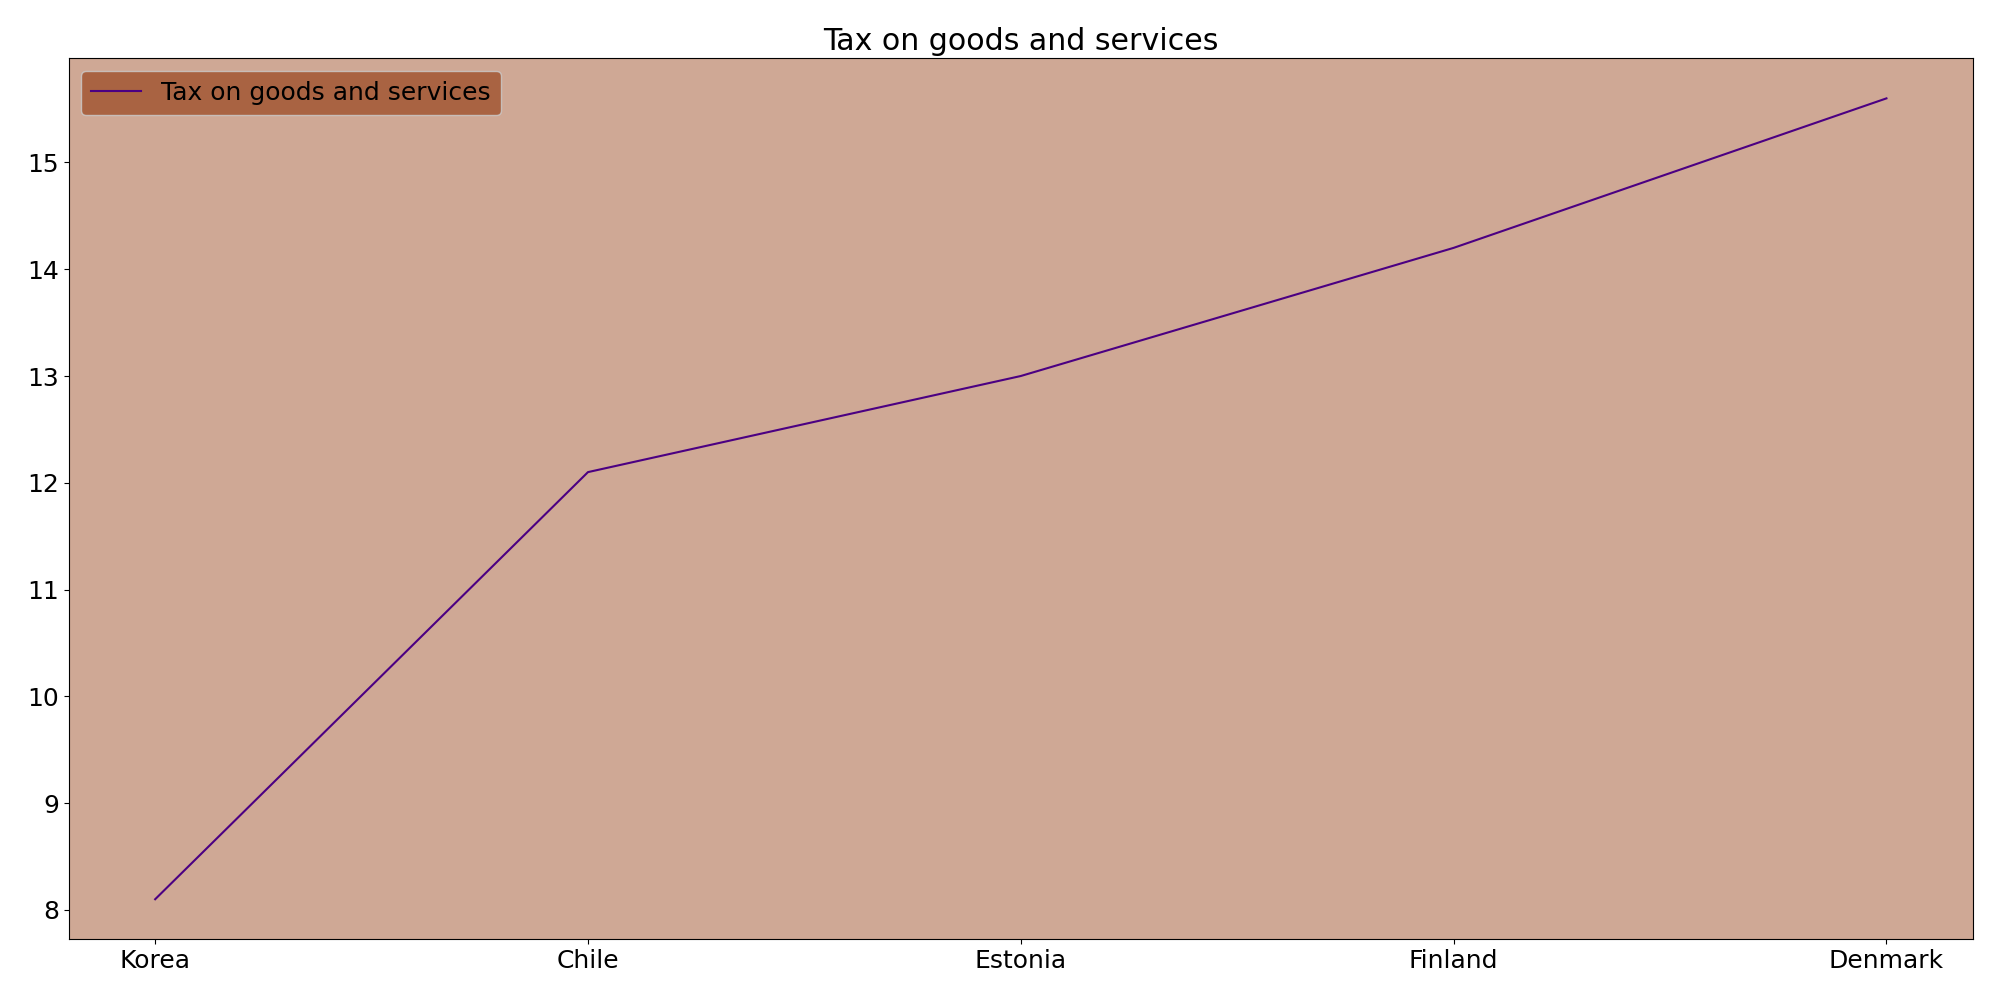 Tax on goods and services
Tax on goods and services
15
14
13
12
11
10
9
8
Korea Chile Estonia Finland Denmark